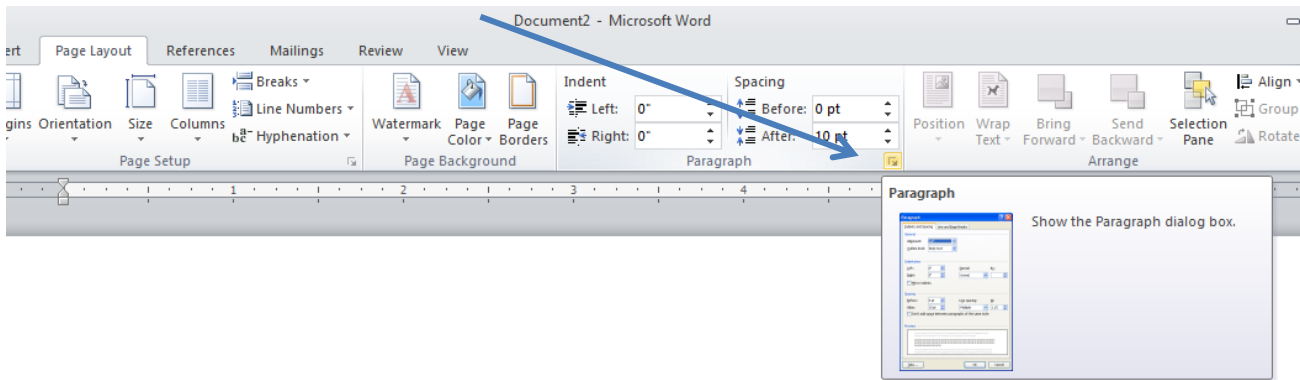 Document2 - Microsoft Word
ert Page Layout References Mailings Review View
gins Orientation Size Columns
Breaks
Line Numbers
Hyphenation
Page Setup
Watermark Page Color Page Borders
Page Background
Indent
Left: 0"
Right: 0"
Spacing
Before: 0 pt
After: 10 pt
Paragraph
Position Wrap Text Bring Forward Send Backward Selection Pane
Align
Group
Rotate
Arrange
1 2 3 4
Paragraph
Show the Paragraph dialog box.